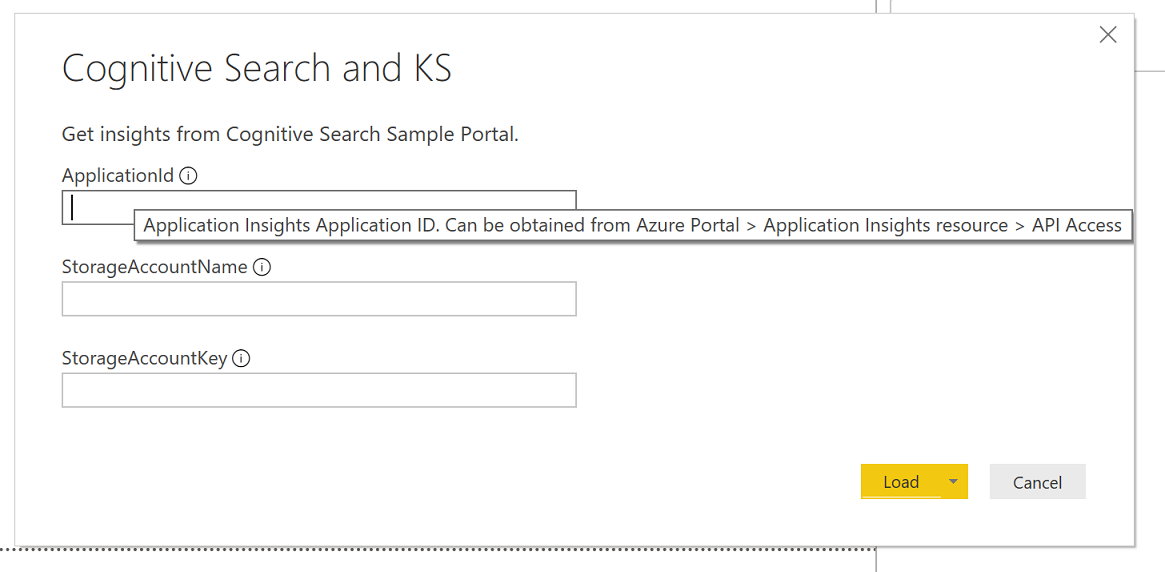 Cognitive Search and KS
Get insights from Cognitive Search Sample Portal.
ApplicationId
Application Insights Application ID. Can be obtained from Azure Portal > Application Insights resource > API Access
StorageAccountName
StorageAccountKey
Load
Cancel